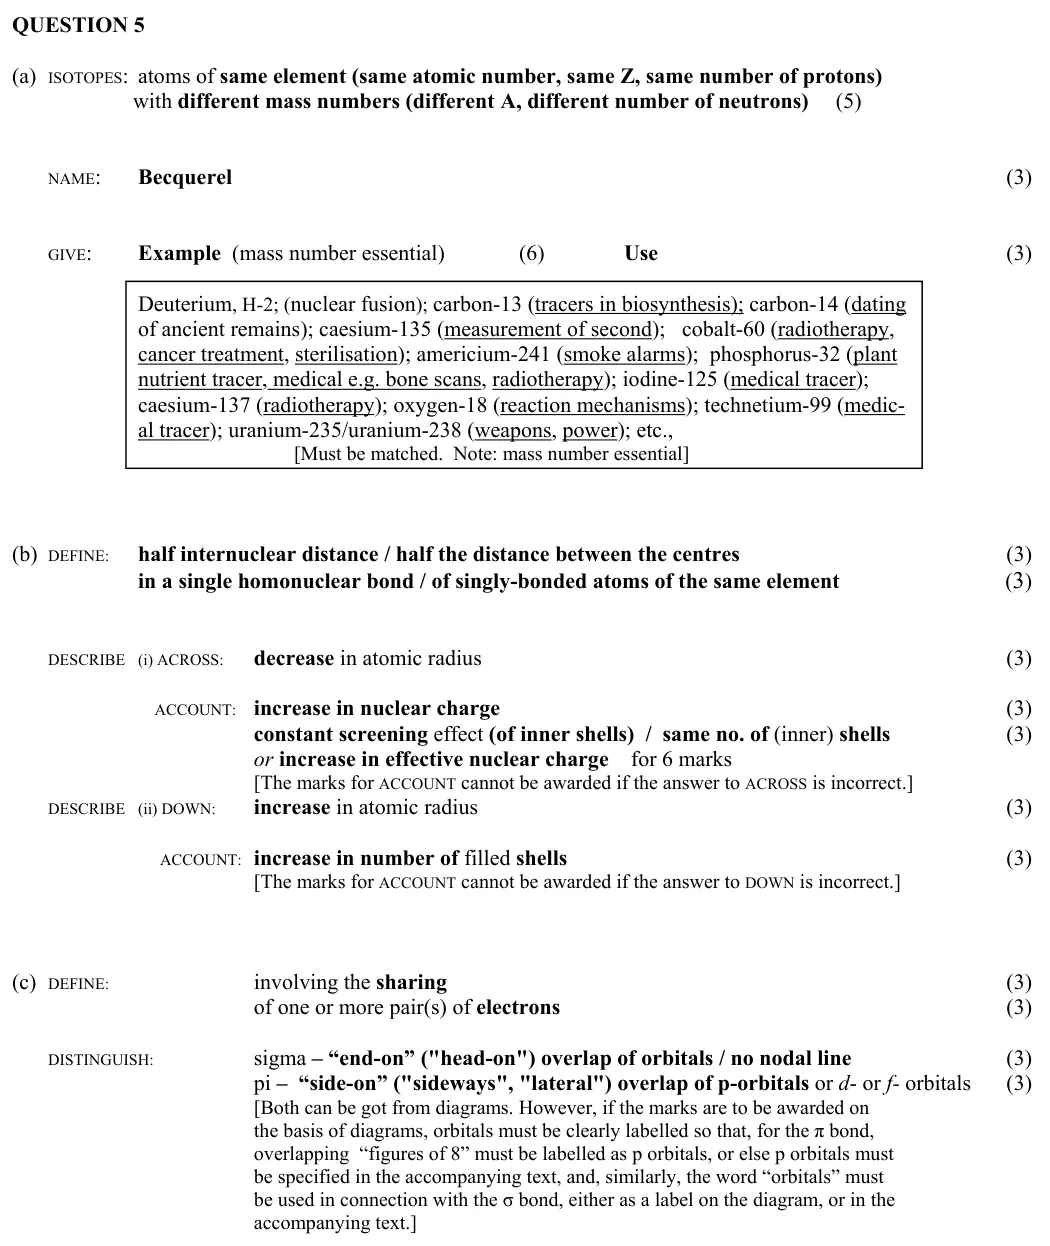 QUESTION 5
(a) ISOTOPES: atoms of same element (same atomic number, same Z, same number of protons)
with different mass numbers (different A, different number of neutrons) (5)
NAME: Becquerel (3)
GIVE: Example (mass number essential) (6) Use (3)
Deuterium, H-2; (nuclear fusion); carbon-13 (tracers in biosynthesis); carbon-14 (dating
of ancient remains); caesium-135 (measurement of second); cobalt-60 (radiotherapy,
cancer treatment, sterilisation); americium-241 (smoke alarms); phosphorus-32 (plant
nutrient tracer, medical e.g. bone scans, radiotherapy); iodine-125 (medical tracer);
caesium-137 (radiotherapy); oxygen-18 (reaction mechanisms); technetium-99 (medic-
al tracer); uranium-235/uranium-238 (weapons, power); etc.,
[Must be matched. Note: mass number essential]
(b) DEFINE: half internuclear distance / half the distance between the centres (3)
in a single homonuclear bond / of singly-bonded atoms of the same element (3)
DESCRIBE (i) ACROSS: decrease in atomic radius (3)
ACCOUNT: increase in nuclear charge (3)
constant screening effect (of inner shells) / same no. of (inner) shells (3)
or increase in effective nuclear charge for 6 marks
[The marks for ACCOUNT cannot be awarded if the answer to ACROSS is incorrect.]
DESCRIBE (ii) DOWN: increase in atomic radius (3)
ACCOUNT: increase in number of filled shells (3)
[The marks for ACCOUNT cannot be awarded if the answer to DOWN is incorrect.]
(c) DEFINE: involving the sharing (3)
of one or more pair(s) of electrons (3)
DISTINGUISH: sigma – “end-on” ("head-on") overlap of orbitals / no nodal line (3)
pi – “side-on” ("sideways", "lateral") overlap of p-orbitals or d- or f- orbitals (3)
[Both can be got from diagrams. However, if the marks are to be awarded on
the basis of diagrams, orbitals must be clearly labelled so that, for the π bond,
overlapping “figures of 8” must be labelled as p orbitals, or else p orbitals must
be specified in the accompanying text, and, similarly, the word “orbitals” must
be used in connection with the σ bond, either as a label on the diagram, or in the
accompanying text.]